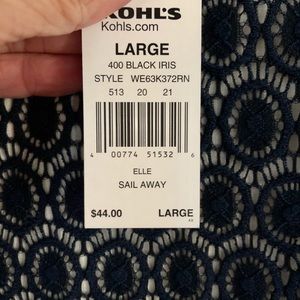 KOHL'S
Kohls.com
LARGE
400 BLACK IRIS
STYLE WE63K372RN
513 20 21
4 00774 51532 6
ELLE
SAIL AWAY
$44.00 LARGE